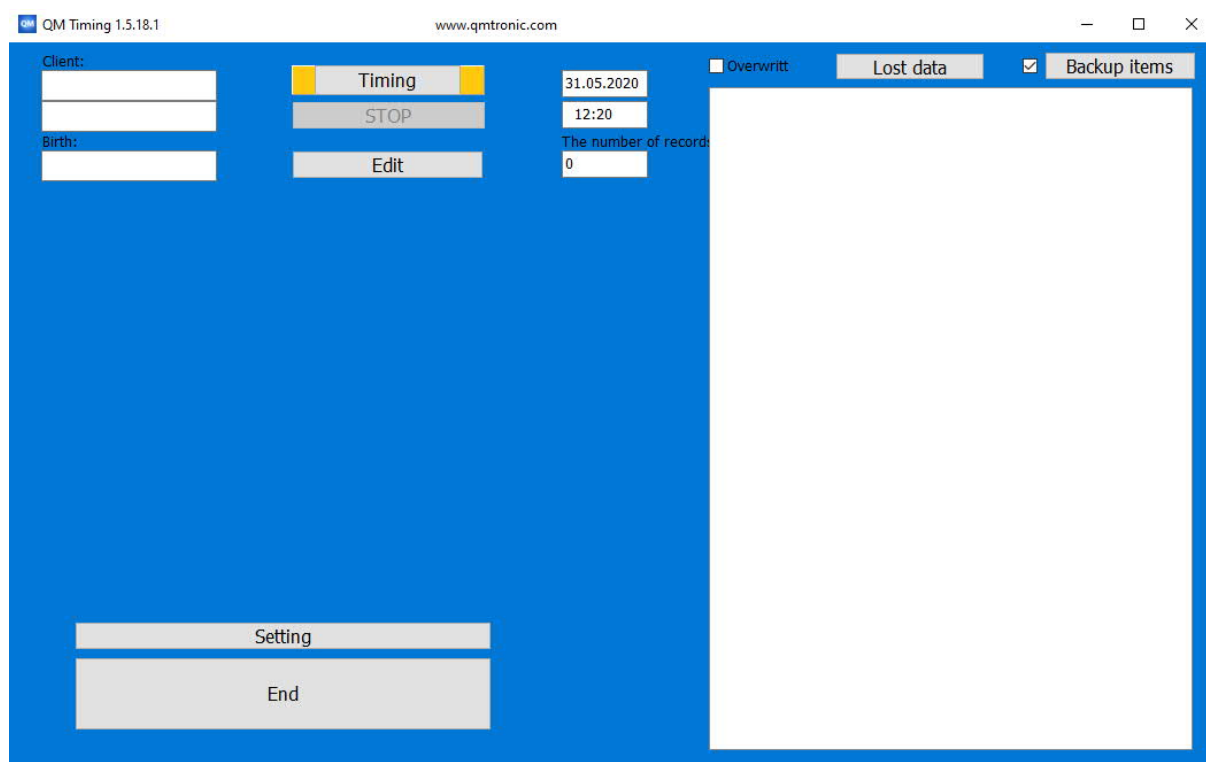 QM QM Timing 1.5.18.1 www.qmtronic.com
Client:
Timing
31.05.2020
Overwritt
Lost data
Backup items
STOP
12:20
Birth:
The number of record
Edit
0
Setting
End